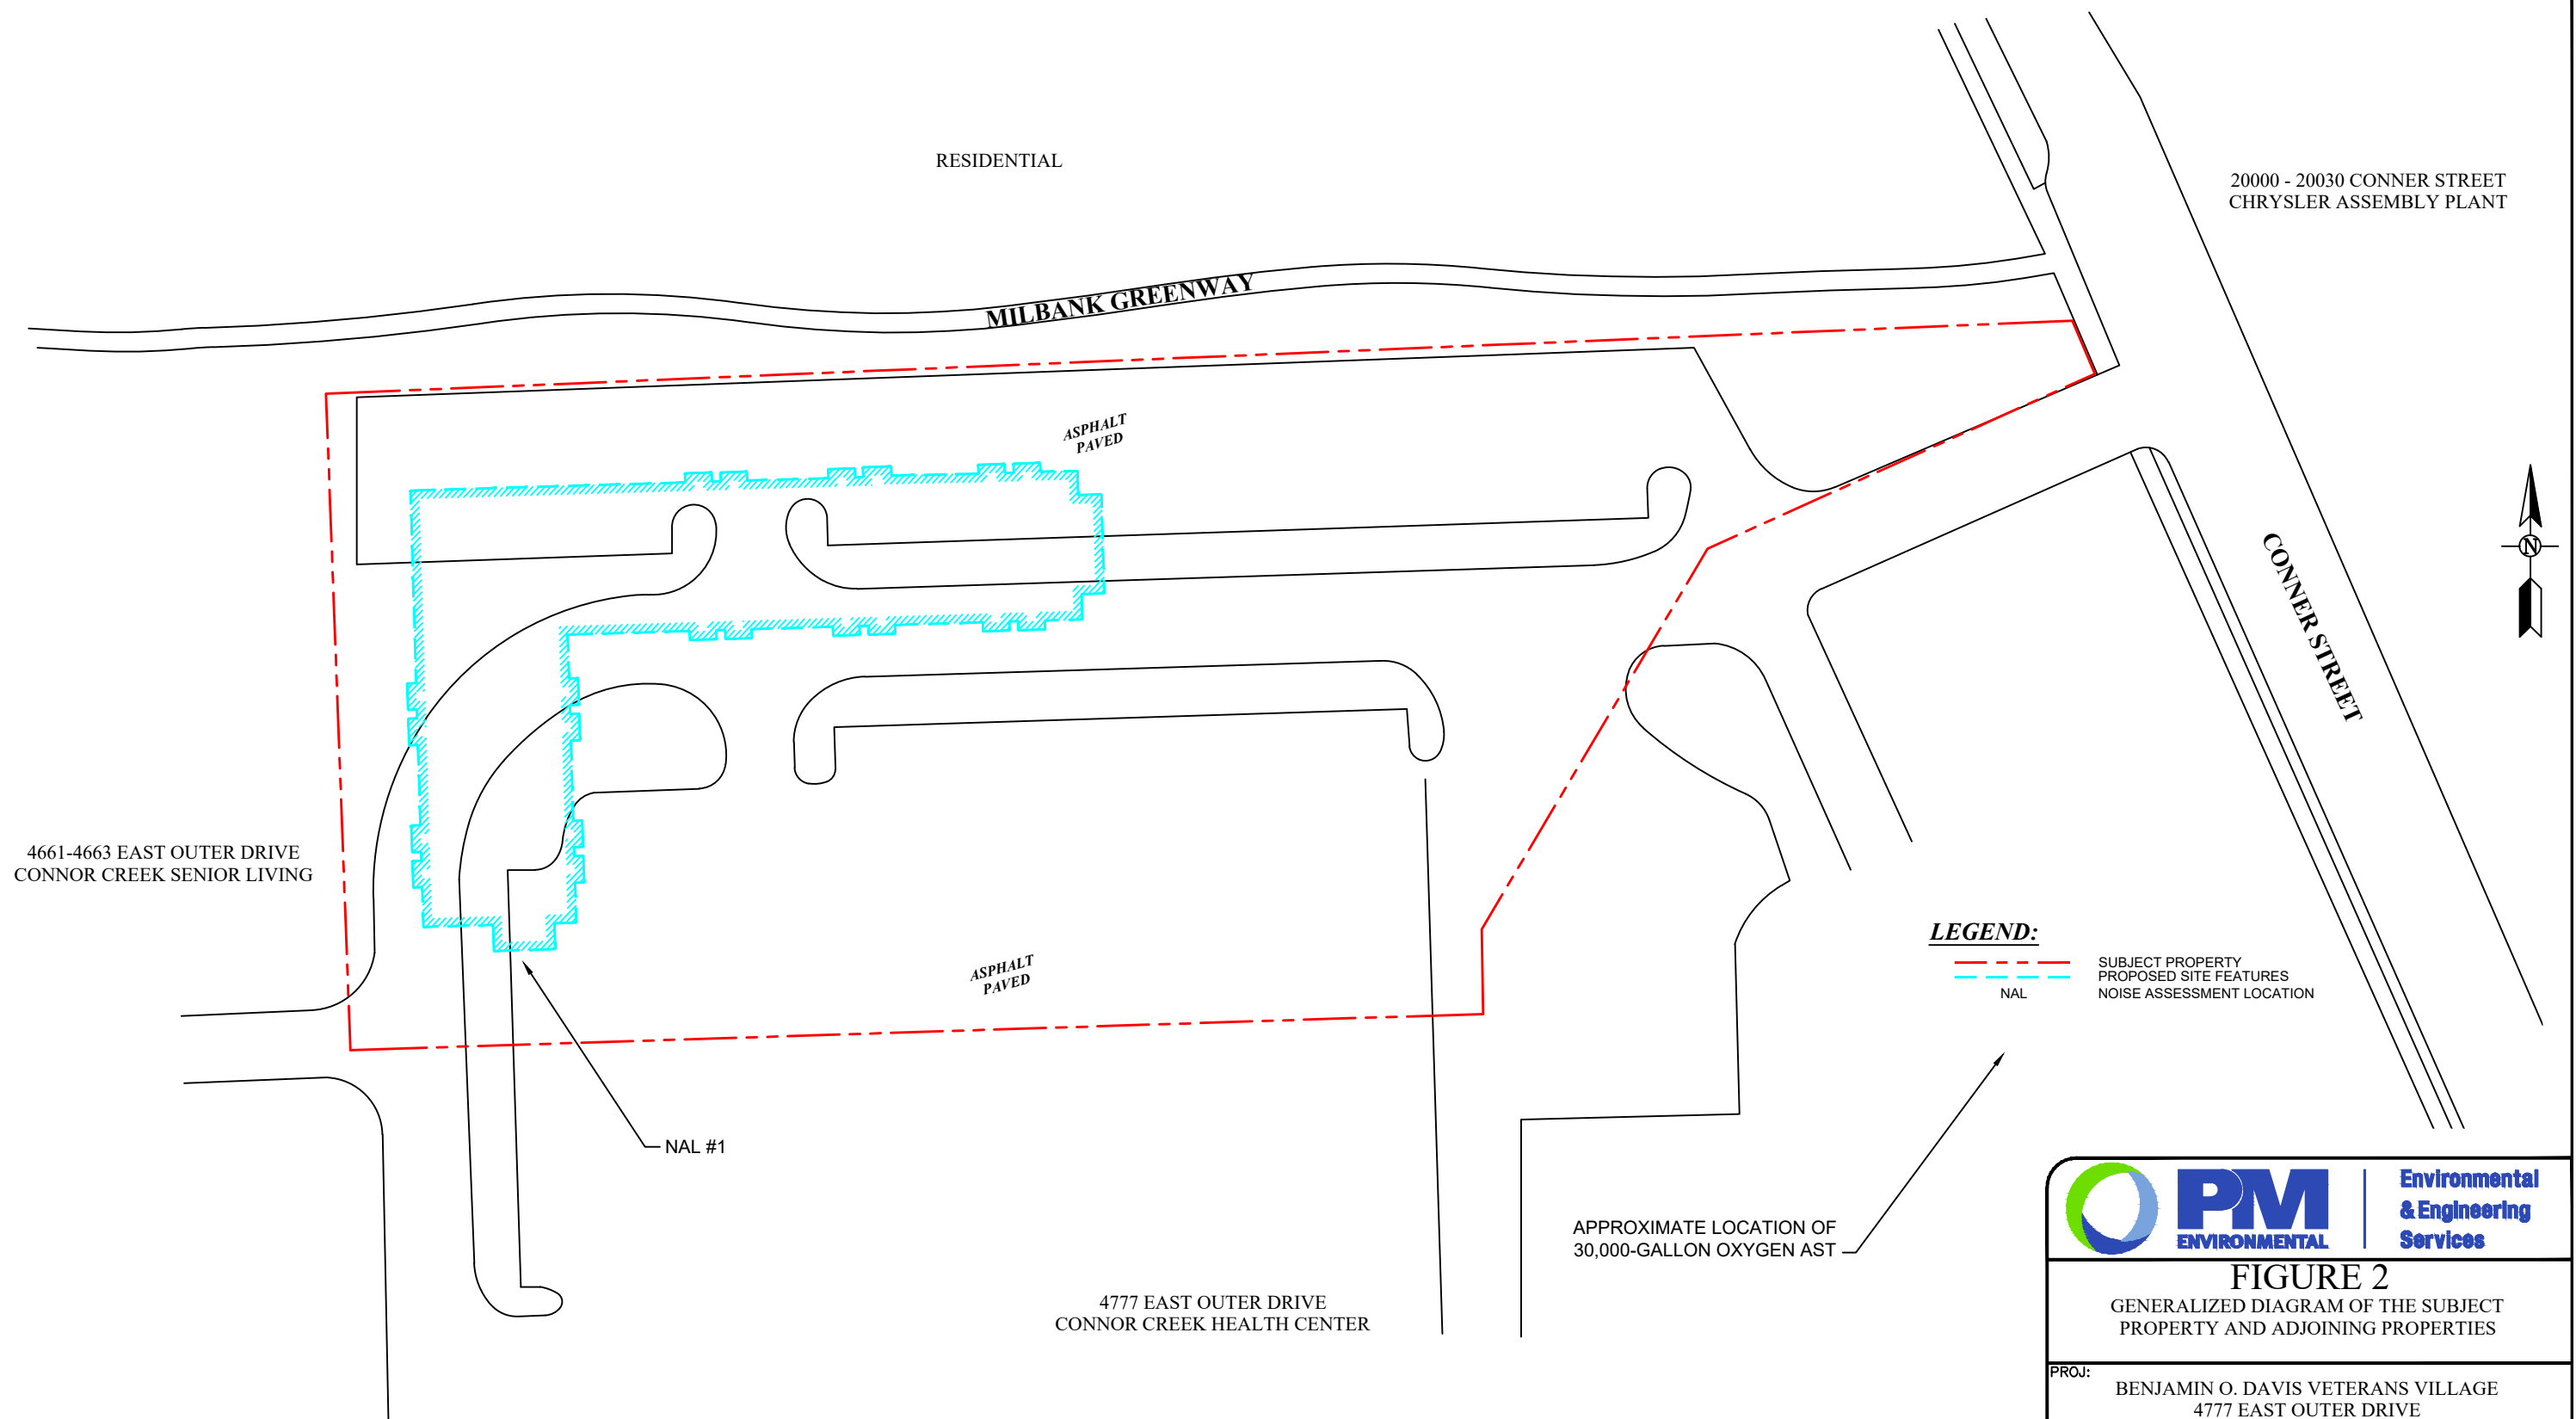 RESIDENTIAL
20000 - 20030 CONNER STREET
CHRYSLER ASSEMBLY PLANT
MILBANK GREENWAY
ASPHALT
PAVED
N
CONNER STREET
4661-4663 EAST OUTER DRIVE
CONNOR CREEK SENIOR LIVING
ASPHALT
PAVED
LEGEND:
SUBJECT PROPERTY
PROPOSED SITE FEATURES
NAL NOISE ASSESSMENT LOCATION
NAL #1
APPROXIMATE LOCATION OF
30,000-GALLON OXYGEN AST
4777 EAST OUTER DRIVE
CONNOR CREEK HEALTH CENTER
PM
ENVIRONMENTAL
Environmental
& Engineering
Services
FIGURE 2
GENERALIZED DIAGRAM OF THE SUBJECT
PROPERTY AND ADJOINING PROPERTIES
PROJ:
BENJAMIN O. DAVIS VETERANS VILLAGE
4777 EAST OUTER DRIVE